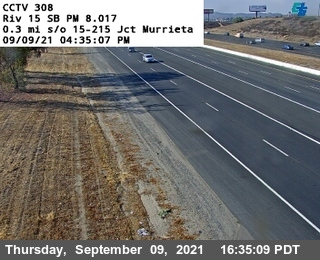 CCTV 308
Riv 15 SB PM 8.017
0.3 mi s/o 15-215 Jct Murrieta
09/09/21 04:35:07 PM
Thursday, September 09, 2021 16:35:09 PDT